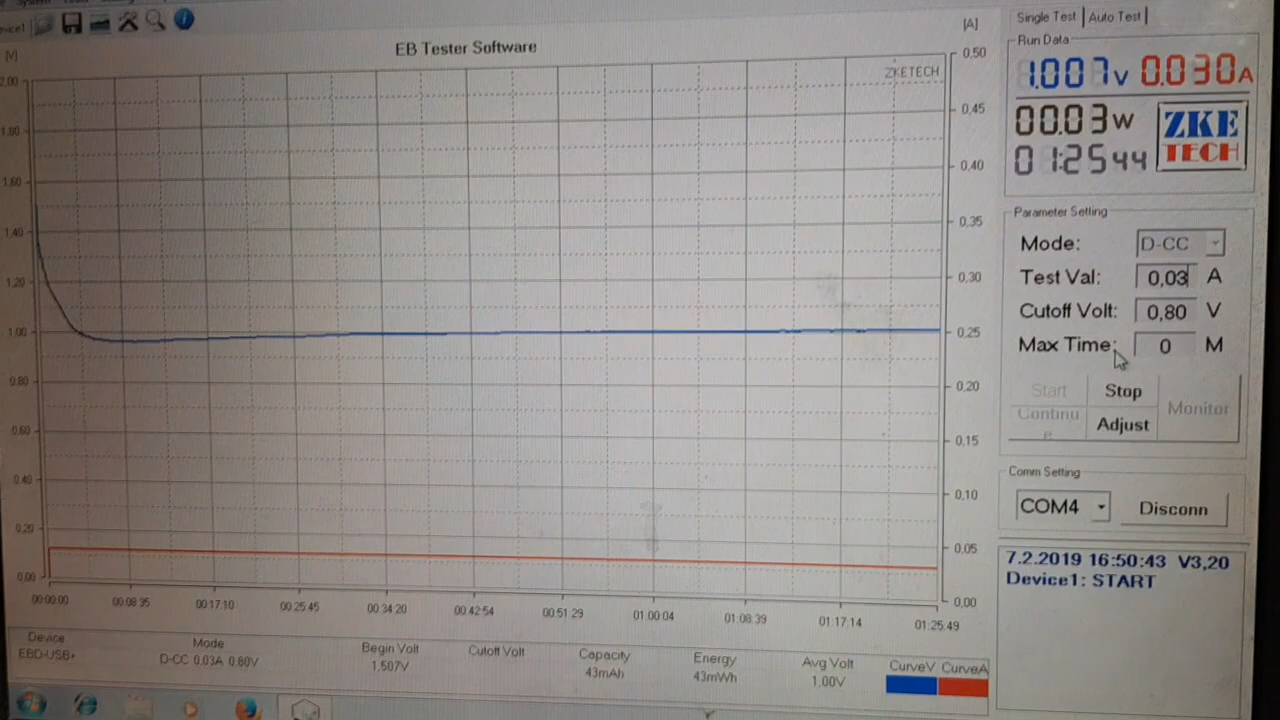 EB Tester Software
[V]
[A]
ZKETECH
2.00
1.80
1,60
1,40
1,20
1.00
0.80
0.60
0.40
0.20
0,00
0,50
0,45
0,40
0,35
0,30
0,25
0,20
0,15
0,10
0,05
0,00
00:00:00 00:08:35 00:17:10 00:25:45 00:34:20 00:42:54 00:51:29 01:00:04 01:08:39 01:17:14 01:25:49
Device Mode Begin Volt Cutoff Volt Capacity Energy Avg Volt CurveV CurveA
EBD-USB+ D-CC 0.03A 0.80V 1,507V 43mAh 43mWh 1.00V
Single Test Auto Test
Run Data
1.007V 0.030A
00.03W
01:25 44
ZKE
TECH
Parameter Setting
Mode: D-CC
Test Val: 0,03 A
Cutoff Volt: 0,80 V
Max Time: 0 M
Start Stop Monitor
Continu
e
Adjust
Comm Setting
COM4 Disconn
7.2.2019 16:50:43 V3,20
Device1: START